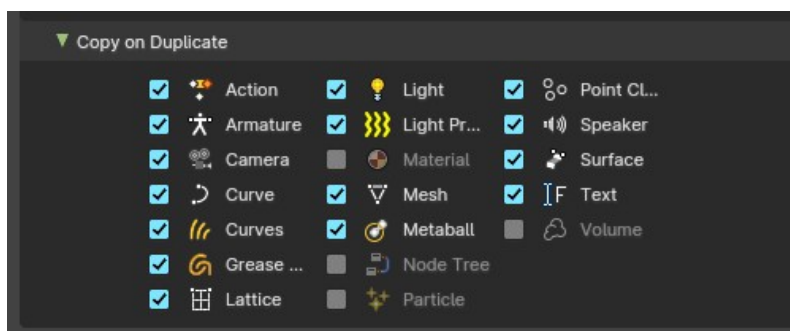 Copy on Duplicate
Action
Armature
Camera
Curve
Curves
Grease ...
Lattice
Light
Light Pr...
Material
Mesh
Metaball
Node Tree
Particle
Point Cl...
Speaker
Surface
Text
Volume